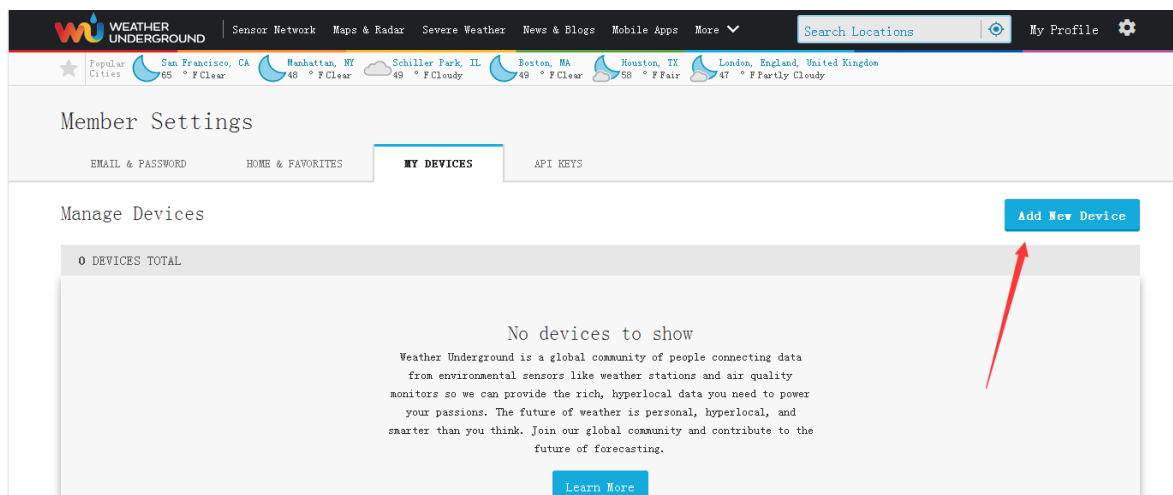 WEATHER UNDERGROUND
Sensor Network Maps & Radar Severe Weather News & Blogs Mobile Apps More Search Locations My Profile
Popular Cities
San Francisco, CA
65 ° F Clear
Manhattan, NY
48 ° F Clear
Schiller Park, IL
49 ° F Cloudy
Boston, MA
49 ° F Clear
Houston, TX
58 ° F Fair
London, England, United Kingdom
47 ° F Partly Cloudy
Member Settings
EMAIL & PASSWORD HOME & FAVORITES MY DEVICES API KEYS
Manage Devices
Add New Device
0 DEVICES TOTAL
No devices to show
Weather Underground is a global community of people connecting data
from environmental sensors like weather stations and air quality
monitors so we can provide the rich, hyperlocal data you need to power
your passions. The future of weather is personal, hyperlocal, and
smarter than you think. Join our global community and contribute to the
future of forecasting.
Learn More